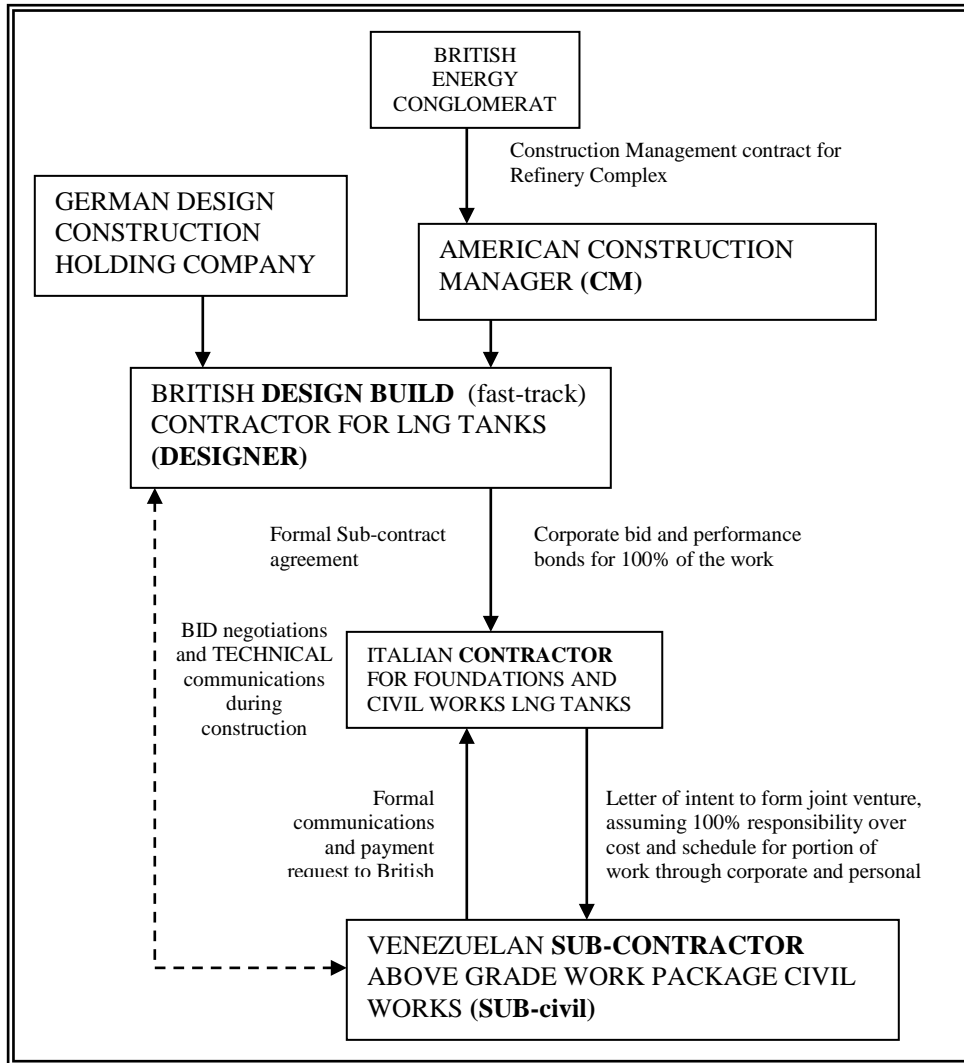 BRITISH
ENERGY
CONGLOMERAT
Construction Management contract for
Refinery Complex
GERMAN DESIGN
CONSTRUCTION
HOLDING COMPANY
AMERICAN CONSTRUCTION
MANAGER (CM)
BRITISH DESIGN BUILD (fast-track)
CONTRACTOR FOR LNG TANKS
(DESIGNER)
Formal Sub-contract
agreement
Corporate bid and performance
bonds for 100% of the work
BID negotiations
and TECHNICAL
communications
during
construction
ITALIAN CONTRACTOR
FOR FOUNDATIONS AND
CIVIL WORKS LNG TANKS
Formal
communications
and payment
request to British
Letter of intent to form joint venture,
assuming 100% responsibility over
cost and schedule for portion of
work through corporate and personal
VENEZUELAN SUB-CONTRACTOR
ABOVE GRADE WORK PACKAGE CIVIL
WORKS (SUB-civil)